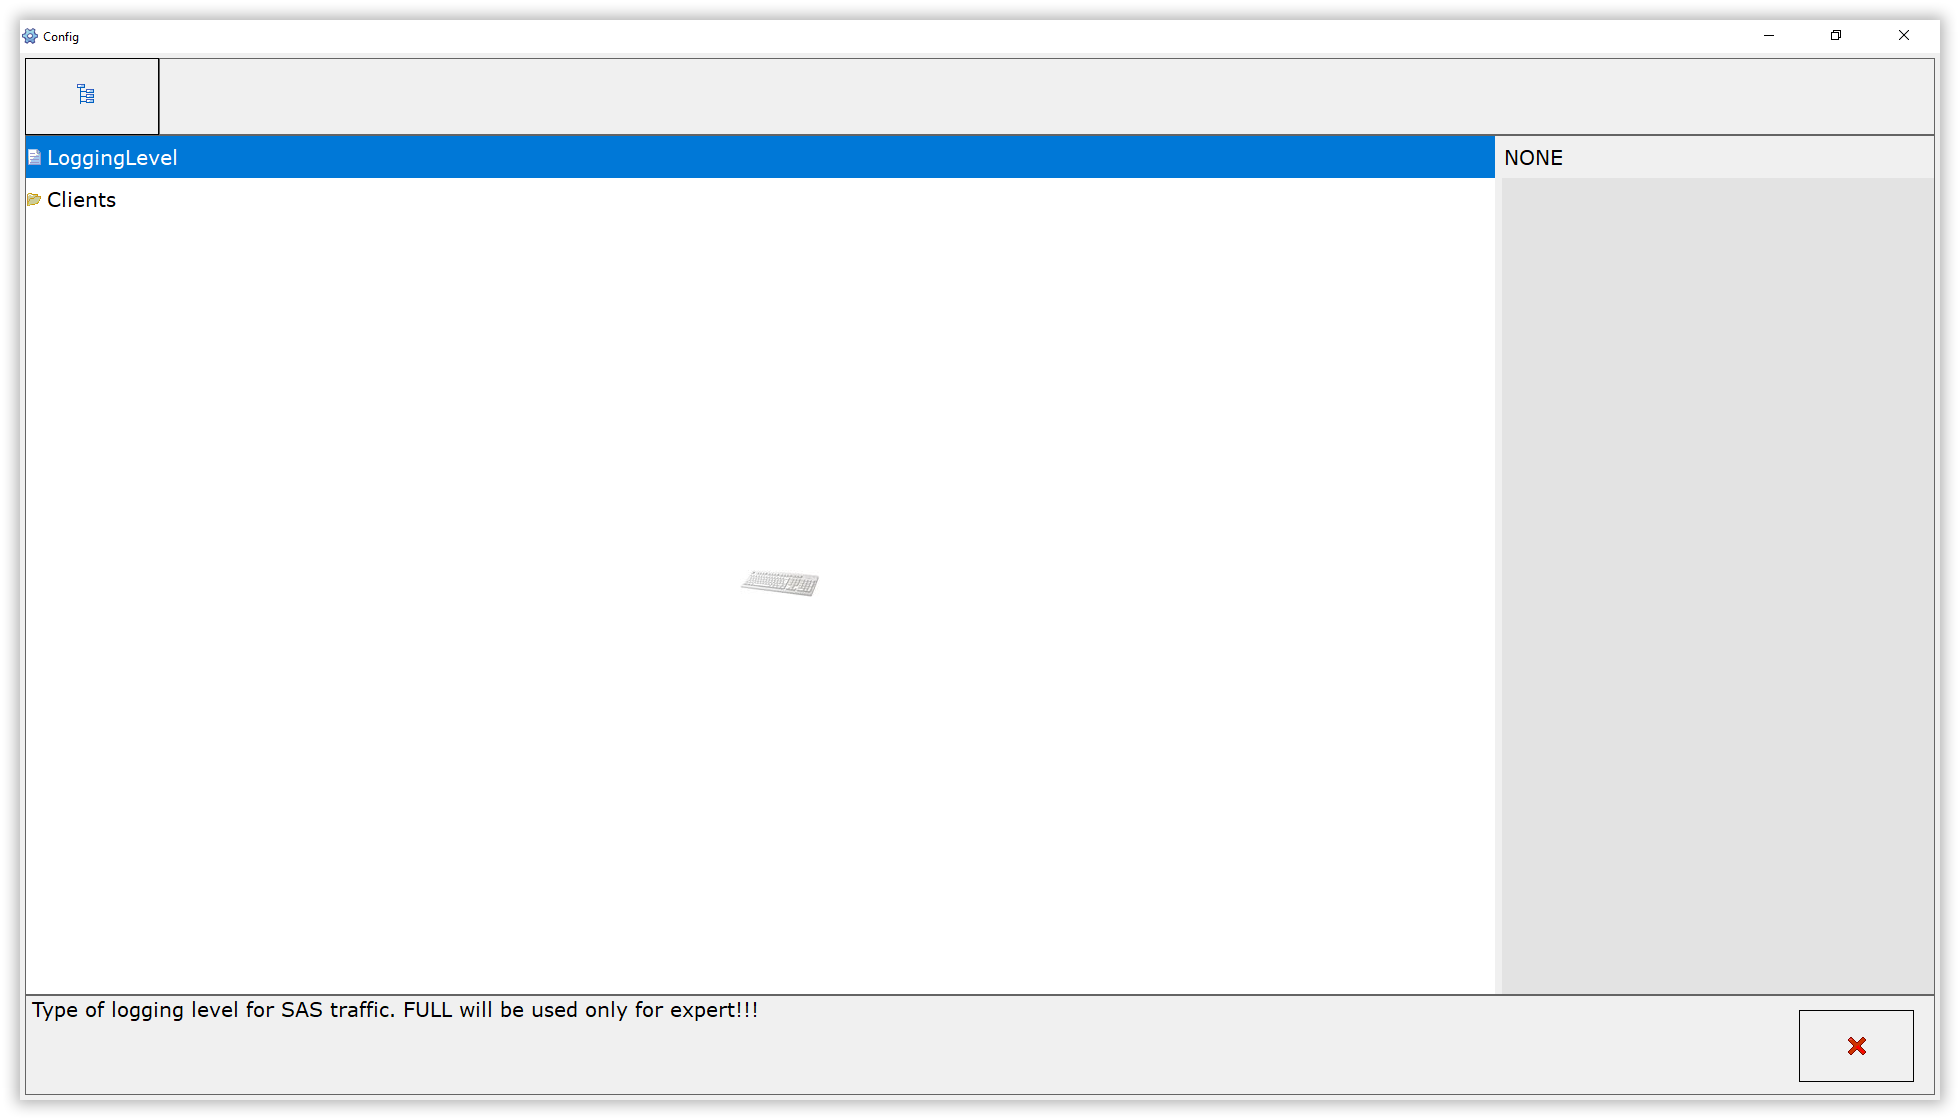 Config
LoggingLevel NONE
Clients
Type of logging level for SAS traffic. FULL will be used only for expert!!!